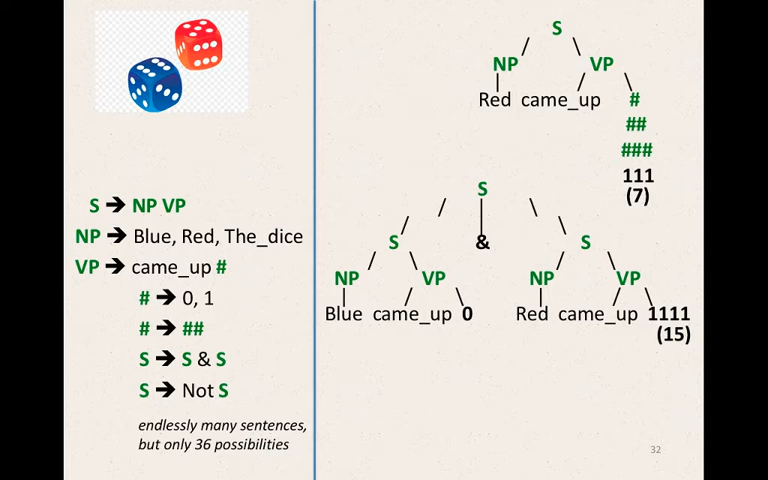 S → NP VP
NP → Blue, Red, The_dice
VP → came_up #
# → 0, 1
# → ##
S → S & S
S → Not S
endlessly many sentences,
but only 36 possibilities
S
/ \
NP VP
| / \
Red came_up #
##
###
111
(7)
S
/ | \
/ \
S & S
/ \ / \
NP VP NP VP
| / \ | / \
Blue came_up 0 Red came_up 1111
(15)
32